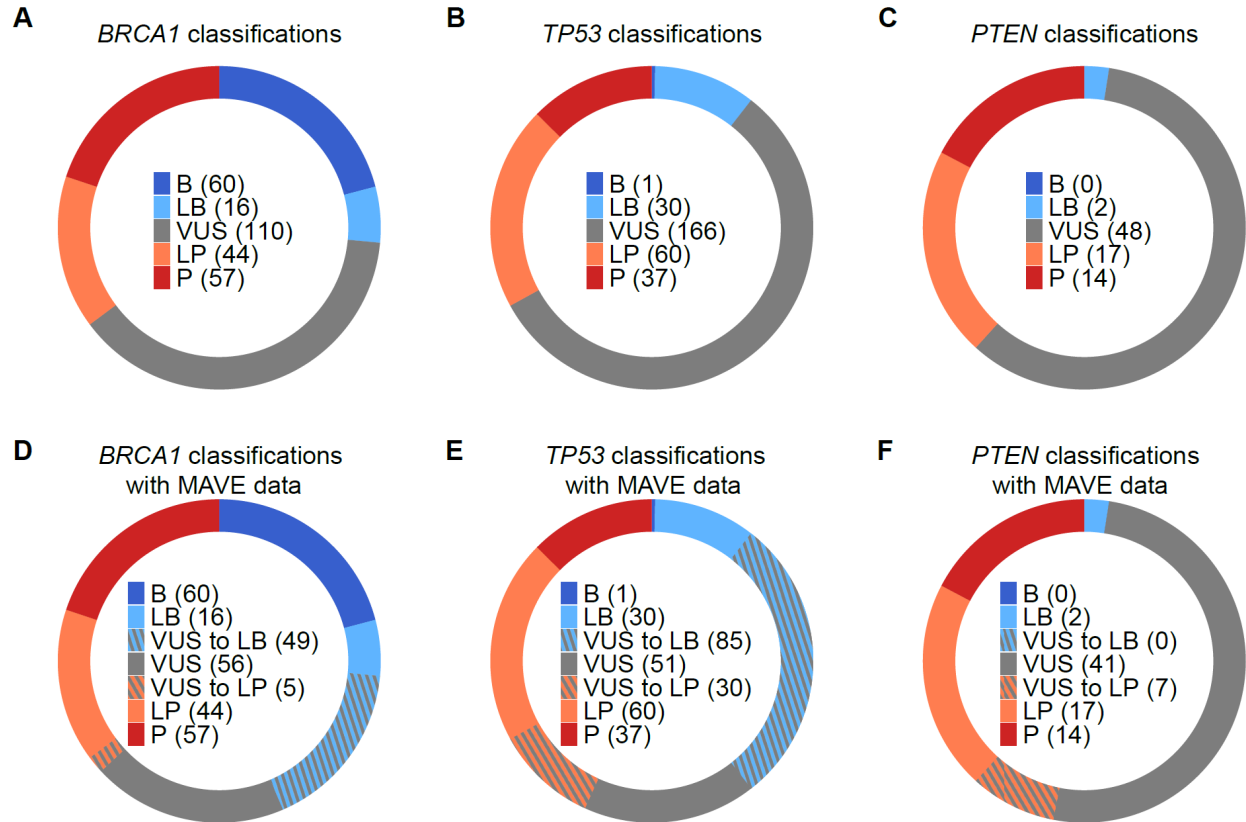 A
BRCA1 classifications
B (60)
LB (16)
VUS (110)
LP (44)
P (57)
B
TP53 classifications
B (1)
LB (30)
VUS (166)
LP (60)
P (37)
C
PTEN classifications
B (0)
LB (2)
VUS (48)
LP (17)
P (14)
D
BRCA1 classifications
with MAVE data
B (60)
LB (16)
VUS to LB (49)
VUS (56)
VUS to LP (5)
LP (44)
P (57)
E
TP53 classifications
with MAVE data
B (1)
LB (30)
VUS to LB (85)
VUS (51)
VUS to LP (30)
LP (60)
P (37)
F
PTEN classifications
with MAVE data
B (0)
LB (2)
VUS to LB (0)
VUS (41)
VUS to LP (7)
LP (17)
P (14)